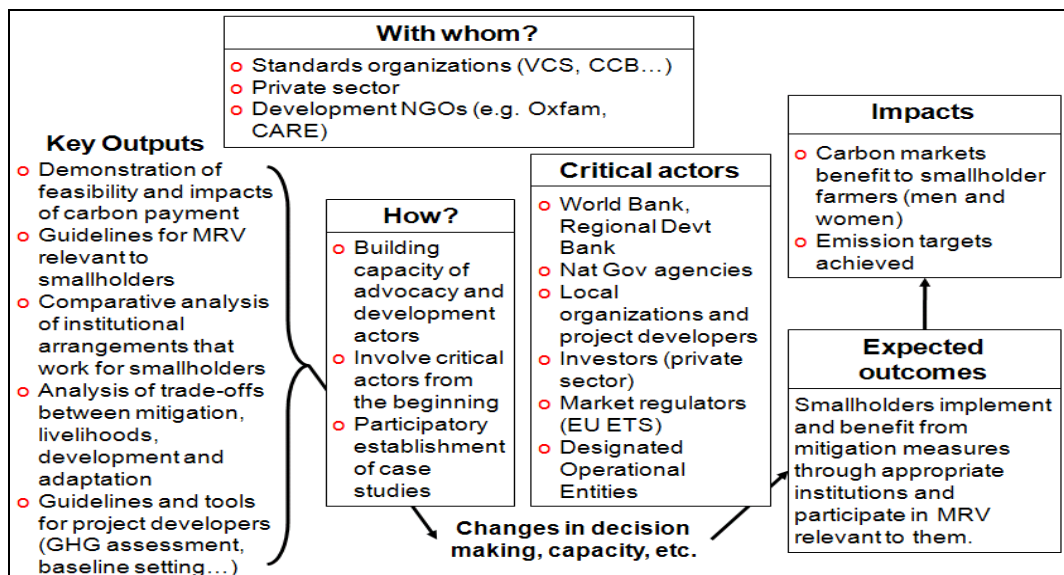 With whom?
o Standards organizations (VCS, CCB...)
o Private sector
o Development NGOs (e.g. Oxfam,
CARE)
Key Outputs
o Demonstration of
feasibility and impacts
of carbon payment
o Guidelines for MRV
relevant to
smallholders
o Comparative analysis
of institutional
arrangements that
work for smallholders
o Analysis of trade-offs
between mitigation,
livelihoods,
development and
adaptation
o Guidelines and tools
for project developers
(GHG assessment,
baseline setting...)
How?
o Building
capacity of
advocacy and
development
actors
o Involve critical
actors from
the beginning
o Participatory
establishment
of case
studies
Critical actors
o World Bank,
Regional Devt
Bank
o Nat Gov agencies
o Local
organizations and
project developers
o Investors (private
sector)
o Market regulators
(EU ETS)
o Designated
Operational
Entities
Changes in decision
making, capacity, etc.
Impacts
o Carbon markets
benefit to smallholder
farmers (men and
women)
o Emission targets
achieved
Expected
outcomes
Smallholders implement
and benefit from
mitigation measures
through appropriate
institutions and
participate in MRV
relevant to them.